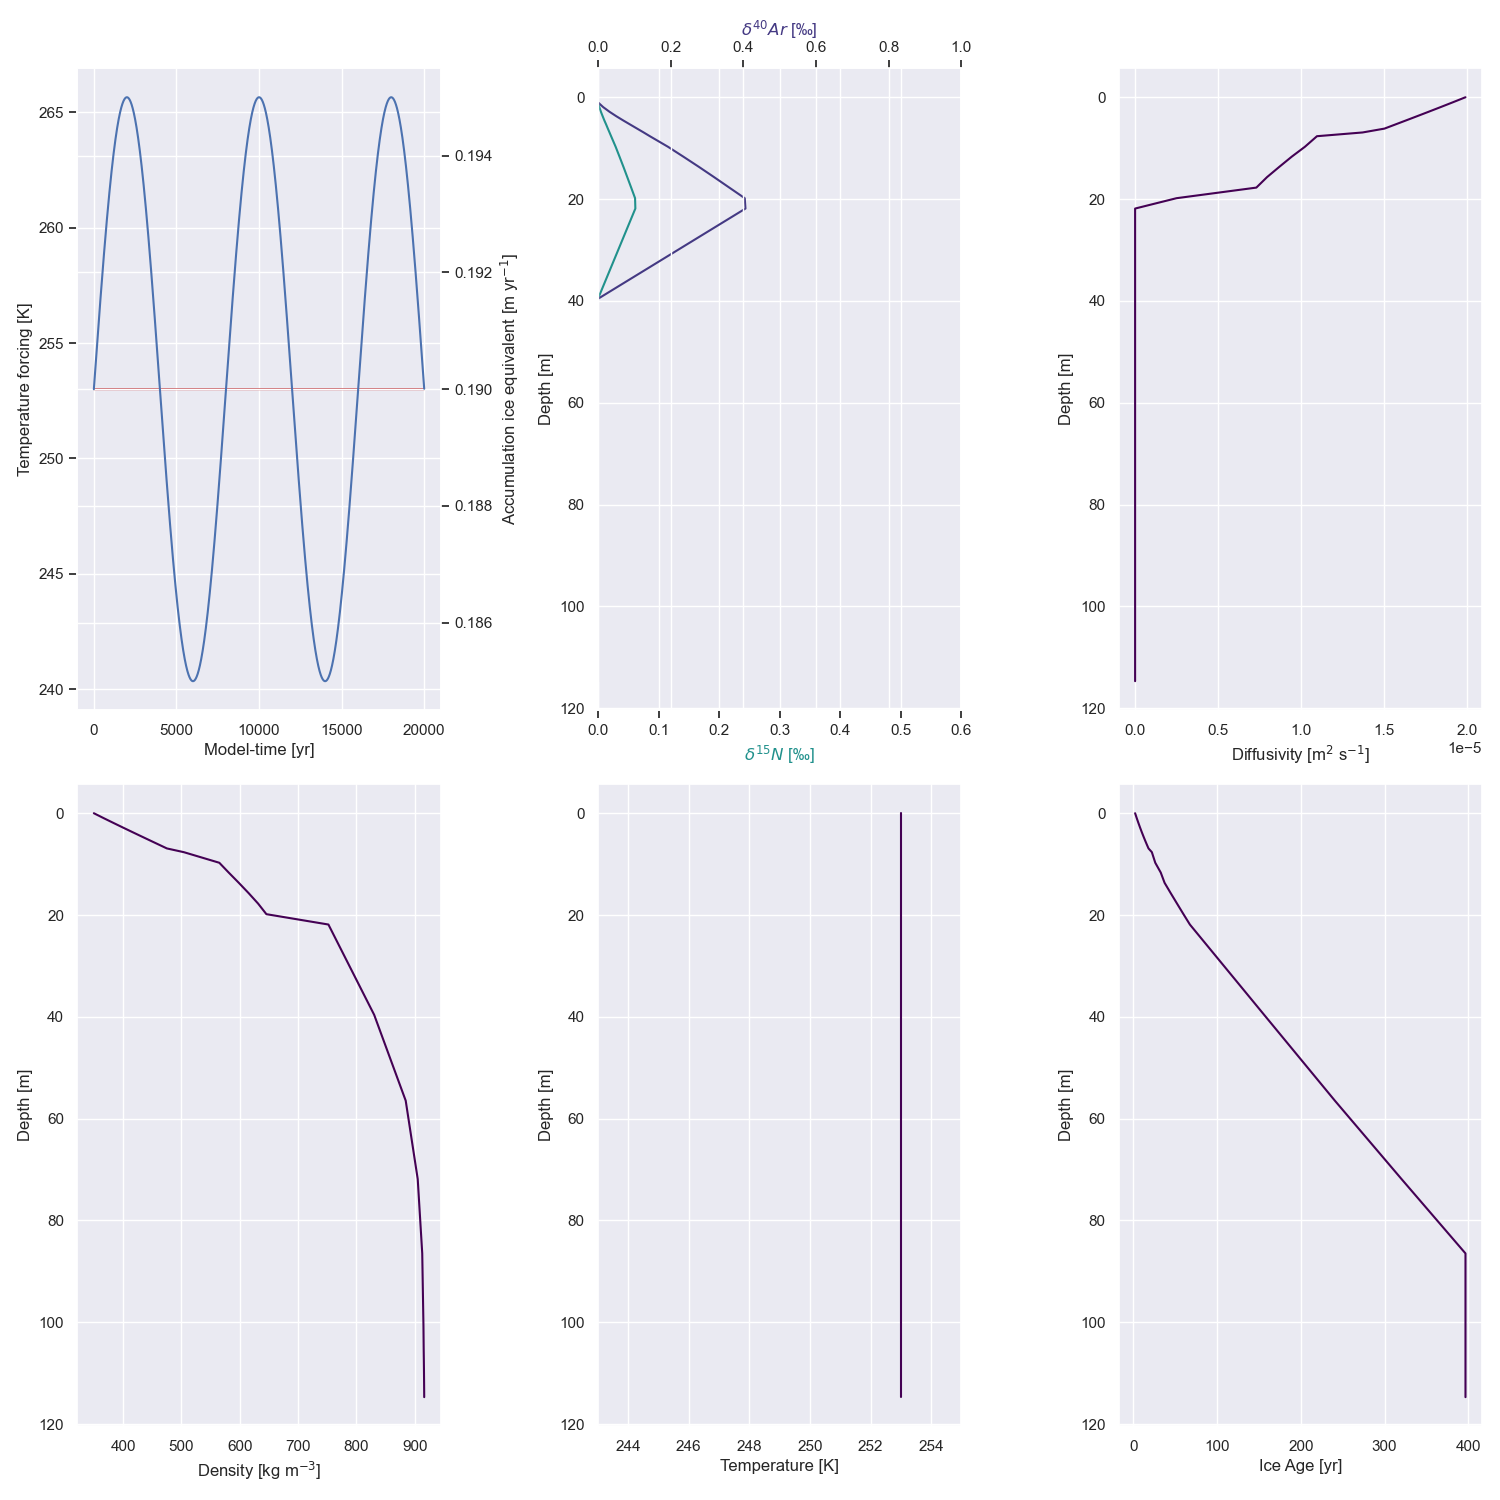 δ⁴⁰Ar [‰]
0.0 0.2 0.4 0.6 0.8 1.0
Temperature forcing [K]
265
260
255
250
245
240
0 5000 10000 15000 20000
Model-time [yr]
0.194
0.192
0.190
0.188
0.186
Accumulation ice equivalent [m yr⁻¹]
Depth [m]
0
20
40
60
80
100
120
0.0 0.1 0.2 0.3 0.4 0.5 0.6
δ¹⁵N [‰]
Depth [m]
0
20
40
60
80
100
120
0.0 0.5 1.0 1.5 2.0
1e−5
Diffusivity [m² s⁻¹]
Depth [m]
0
20
40
60
80
100
120
400 500 600 700 800 900
Density [kg m⁻³]
Depth [m]
0
20
40
60
80
100
120
244 246 248 250 252 254
Temperature [K]
Depth [m]
0
20
40
60
80
100
120
0 100 200 300 400
Ice Age [yr]